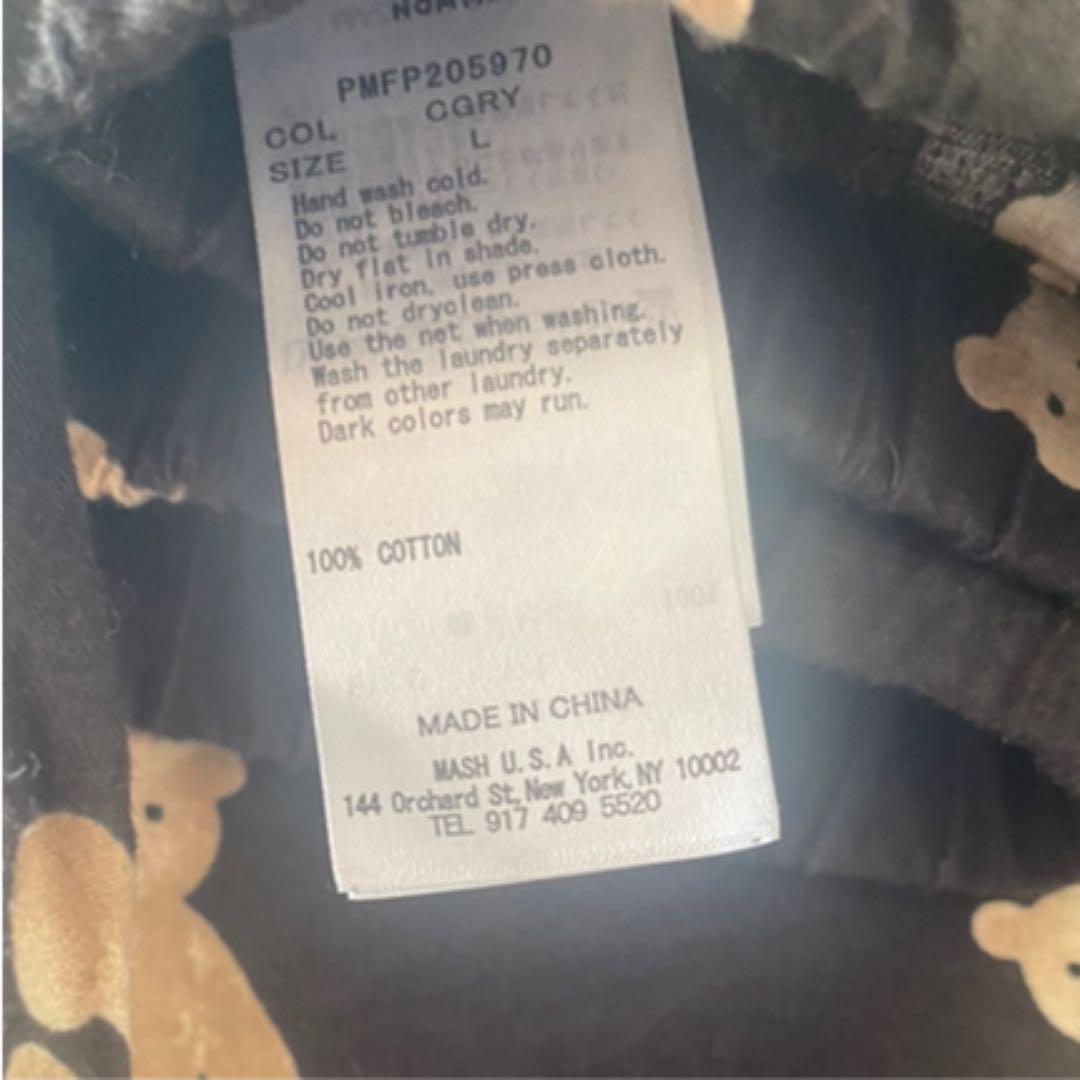 PMFP205970
COL CGRY
SIZE L
Hand wash cold.
Do not bleach.
Do not tumble dry.
Dry flat in shade.
Cool iron, use press cloth.
Do not dryclean.
Use the net when washing.
Wash the laundry separately
from other laundry.
Dark colors may run.
100% COTTON
MADE IN CHINA
MASH U.S.A Inc.
144 Orchard St, New York, NY 10002
TEL 917 409 5520